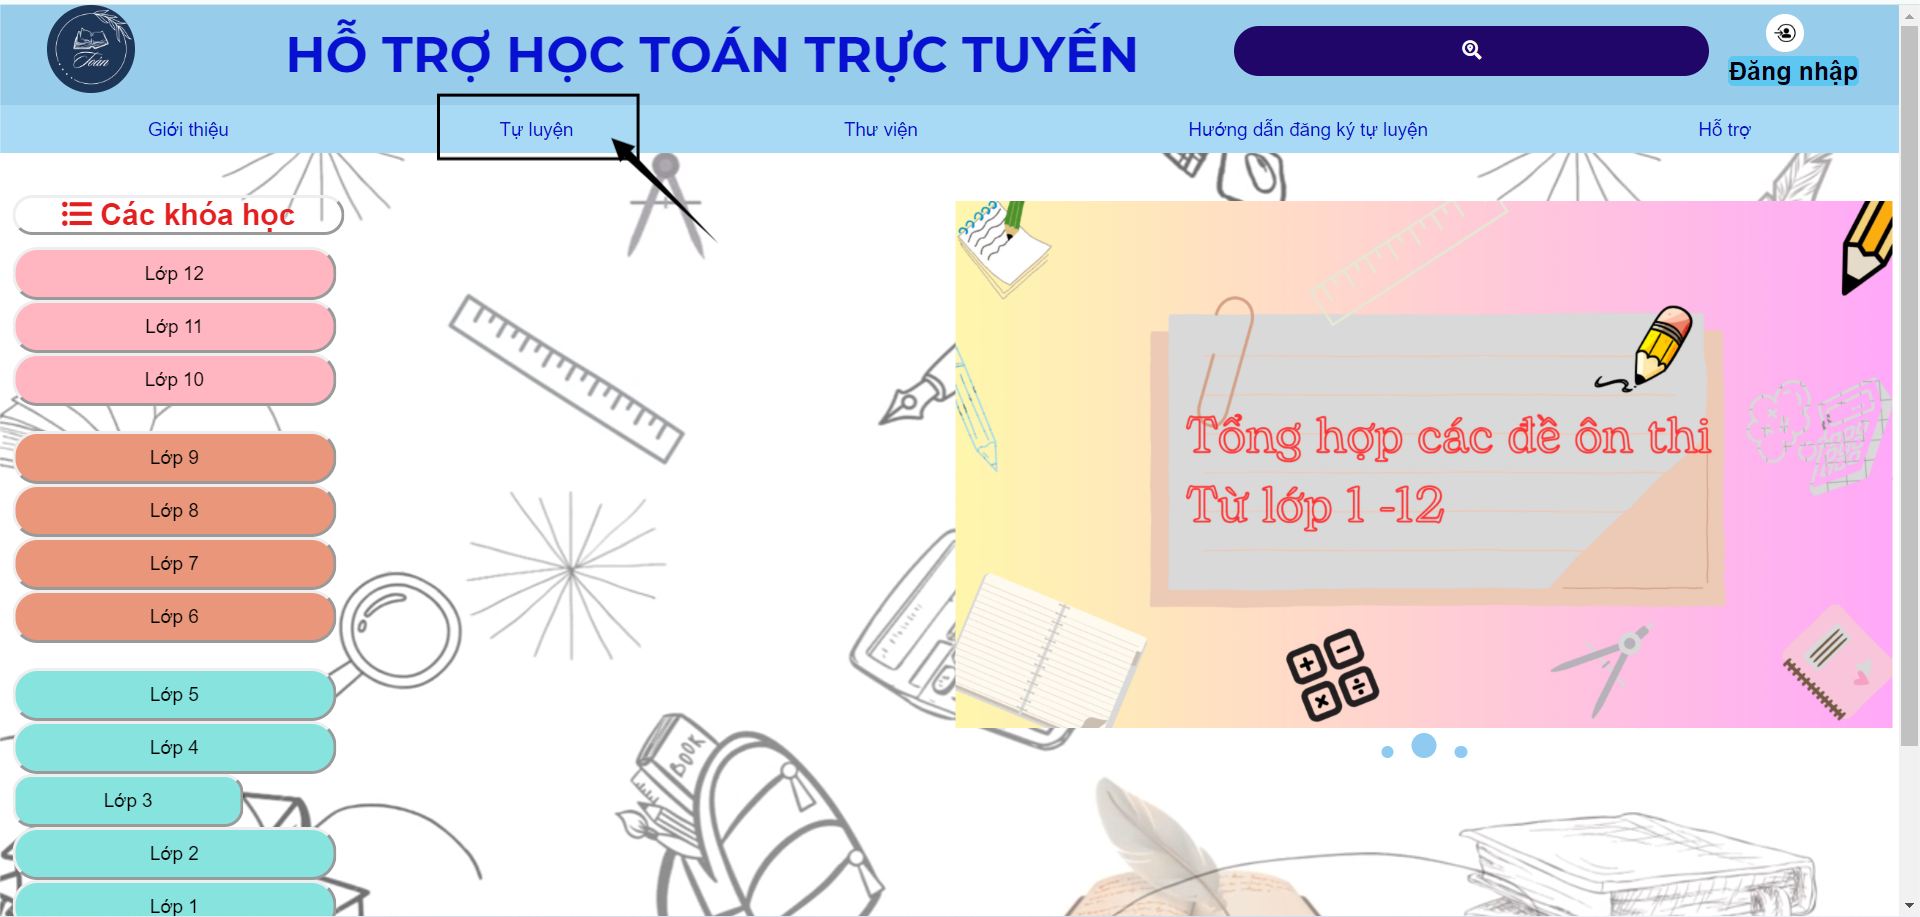 Toán
HỖ TRỢ HỌC TOÁN TRỰC TUYẾN
Đăng nhập
Giới thiệu
Tự luyện
Thư viện
Hướng dẫn đăng ký tự luyện
Hỗ trợ
Các khóa học
Lớp 12
Lớp 11
Lớp 10
Lớp 9
Lớp 8
Lớp 7
Lớp 6
Lớp 5
Lớp 4
Lớp 3
Lớp 2
Lớp 1
Tổng hợp các đề ôn thi
Từ lớp 1 -12
BOOK